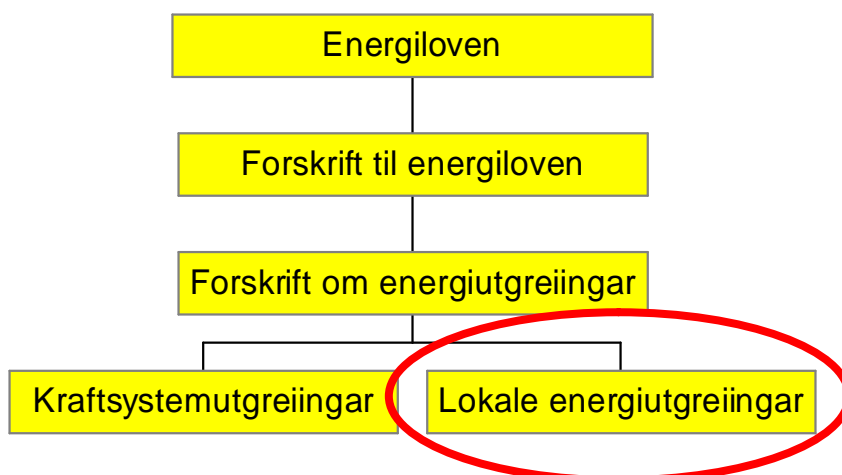 Energiloven
Forskrift til energiloven
Forskrift om energiutgreiingar
Kraftsystemutgreiingar
Lokale energiutgreiingar